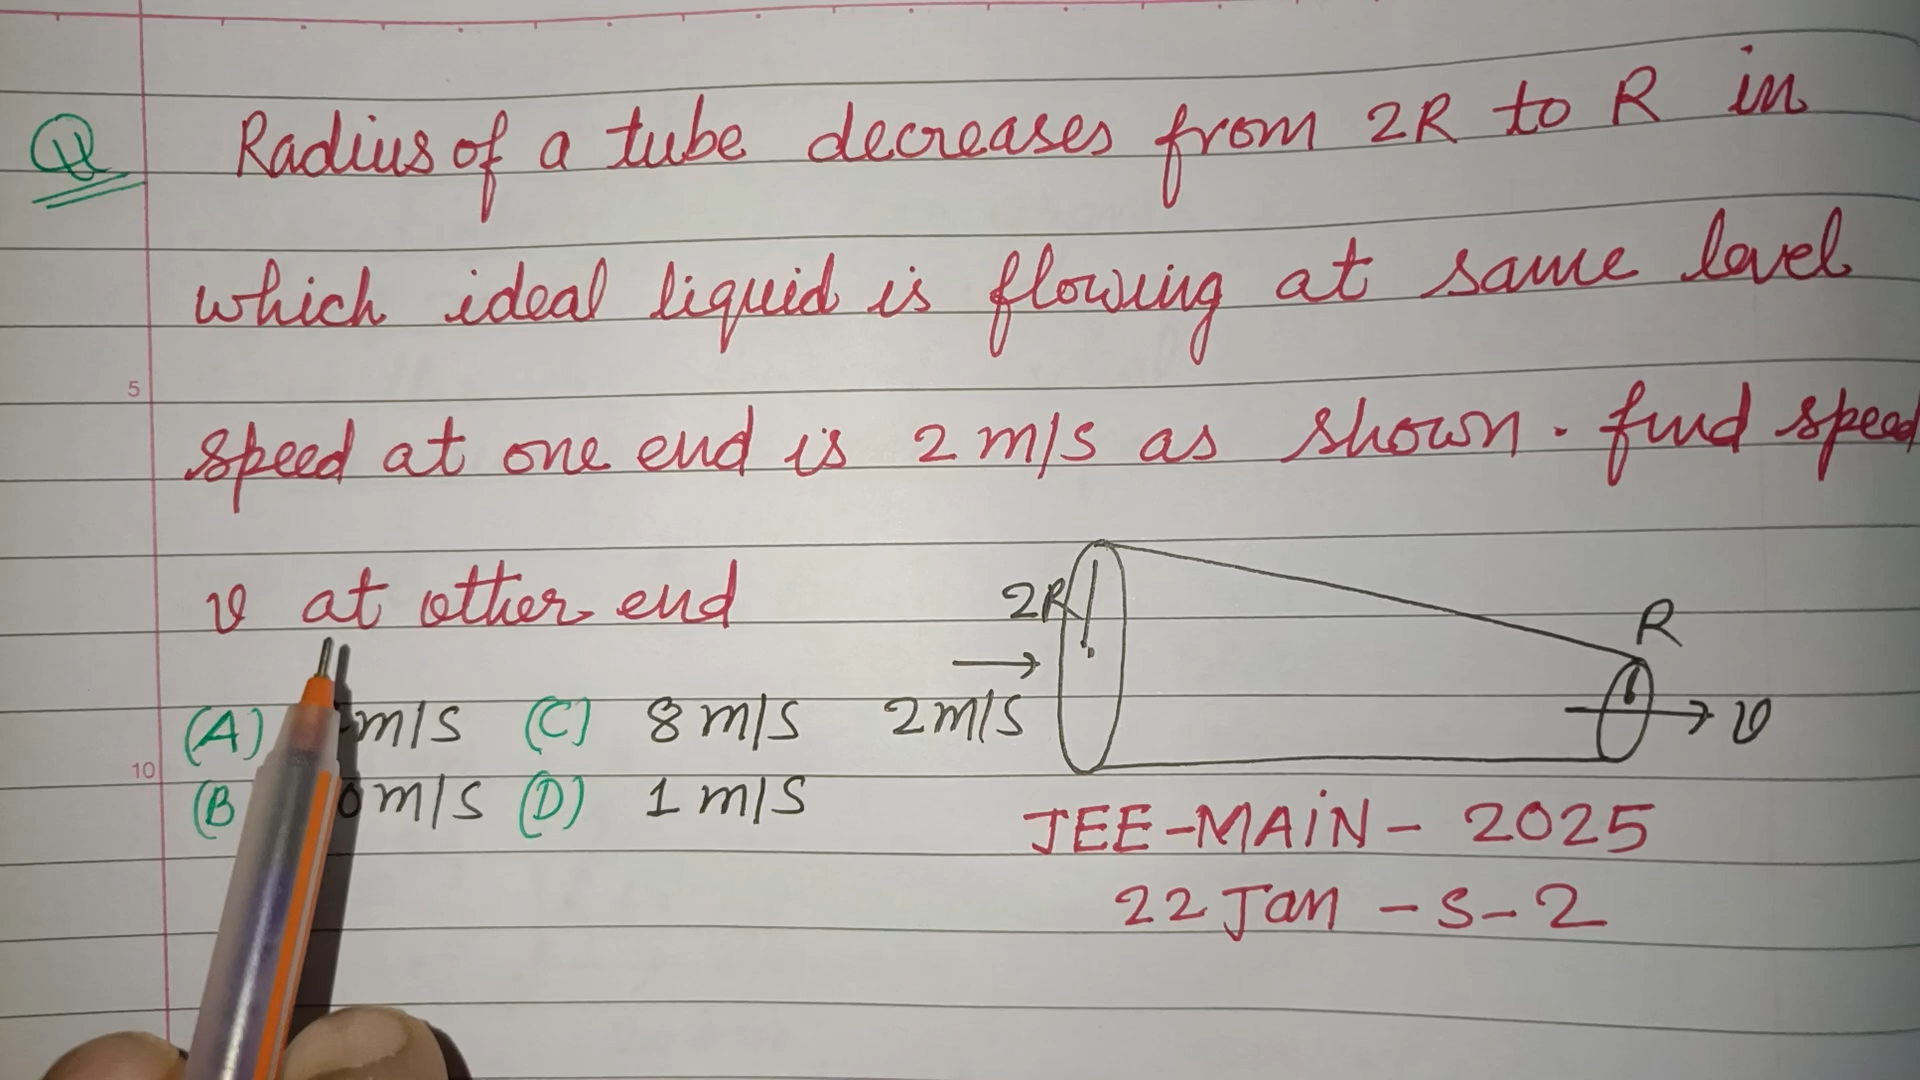 Q Radius of a tube decreases from 2R to R in
which ideal liquid is flowing at same level
speed at one end is 2 m/s as shown. find speed
v at other end
(A) m/s (C) 8 m/s
(B m/s (D) 1 m/s
2R
2m/s
R
v
JEE-MAIN-2025
22 Jan - S-2
5
10